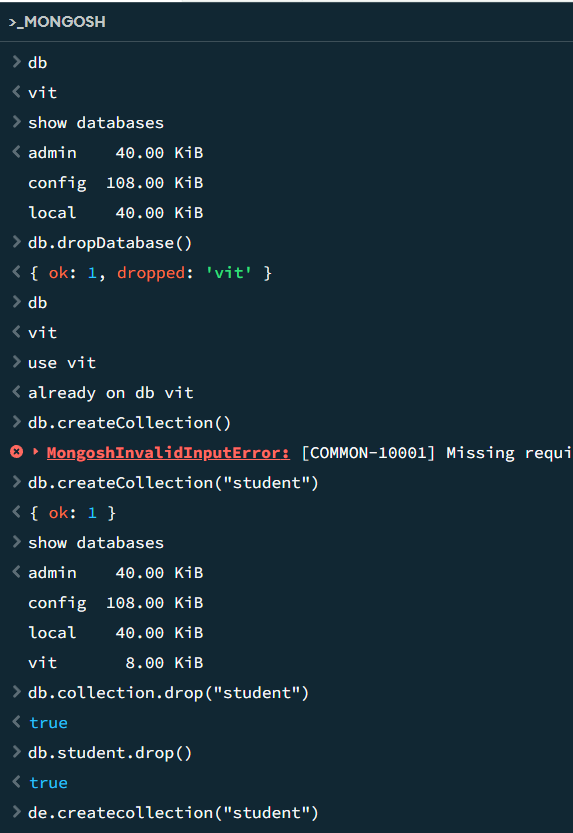 >_MONGOSH
> db
< vit
> show databases
< admin    40.00 KiB
config  108.00 KiB
local    40.00 KiB
> db.dropDatabase()
< { ok: 1, dropped: 'vit' }
> db
< vit
> use vit
< already on db vit
> db.createCollection()
MongoshInvalidInputError: [COMMON-10001] Missing requi
> db.createCollection("student")
< { ok: 1 }
> show databases
< admin    40.00 KiB
config  108.00 KiB
local    40.00 KiB
vit       8.00 KiB
> db.collection.drop("student")
< true
> db.student.drop()
< true
> de.createcollection("student")